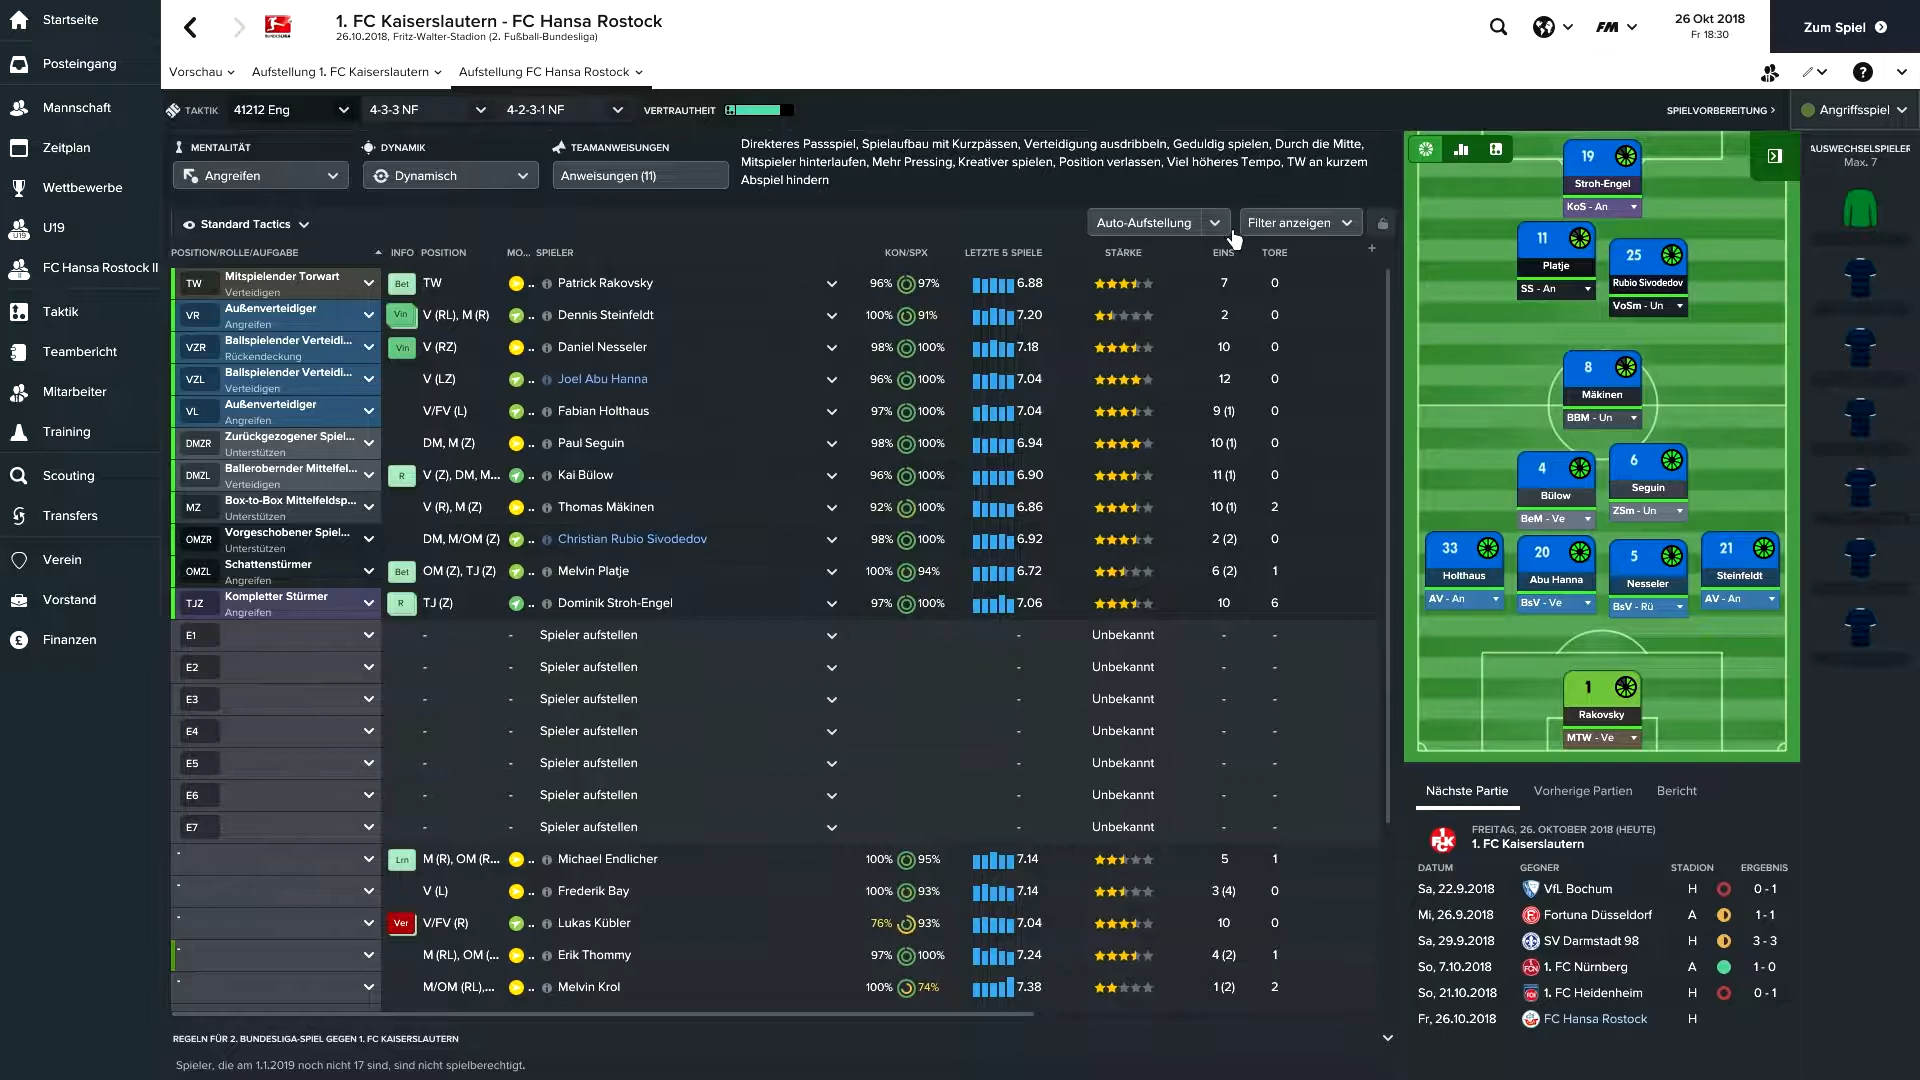 Startseite
Posteingang
Mannschaft
Zeitplan
Wettbewerbe
U19
FC Hansa Rostock II
Taktik
Teambericht
Mitarbeiter
Training
Scouting
Transfers
Verein
Vorstand
Finanzen
1. FC Kaiserslautern - FC Hansa Rostock
26.10.2018, Fritz-Walter-Stadion (2. Fußball-Bundesliga)
FM
26 Okt 2018
Fr 18:30
Zum Spiel
Vorschau Aufstellung 1. FC Kaiserslautern Aufstellung FC Hansa Rostock
TAKTIK 41212 Eng 4-3-3 NF 4-2-3-1 NF VERTRAUTHEIT SPIELVORBEREITUNG > Angriffsspiel
MENTALITÄT DYNAMIK TEAMANWEISUNGEN
Angreifen Dynamisch Anweisungen (11)
Direkteres Passspiel, Spielaufbau mit Kurzpässen, Verteidigung ausdribbeln, Geduldig spielen, Durch die Mitte,
Mitspieler hinterlaufen, Mehr Pressing, Kreativer spielen, Position verlassen, Viel höheres Tempo, TW an kurzem
Abspiel hindern
Standard Tactics Auto-Aufstellung Filter anzeigen
POSITION/ROLLE/AUFGABE INFO POSITION MO... SPIELER KON/SPX LETZTE 5 SPIELE STÄRKE EINS TORE
TW Mitspielender Torwart Verteidigen Bet TW .. Patrick Rakovsky 96% 97% 6.88 7 0
VR Außenverteidiger Angreifen Vin V (RL), M (R) .. Dennis Steinfeldt 100% 91% 7.20 2 0
VZR Ballspielender Verteidi... Rückendeckung Vin V (RZ) .. Daniel Nesseler 98% 100% 7.18 10 0
VZL Ballspielender Verteidi... Verteidigen V (LZ) .. Joel Abu Hanna 96% 100% 7.04 12 0
VL Außenverteidiger Angreifen V/FV (L) .. Fabian Holthaus 97% 100% 7.04 9 (1) 0
DMZR Zurückgezogener Spiel... Unterstützen DM, M (Z) .. Paul Seguin 98% 100% 6.94 10 (1) 0
DMZL Ballerobernder Mittelfel... Verteidigen R V (Z), DM, M... .. Kai Bülow 96% 100% 6.90 11 (1) 0
MZ Box-to-Box Mittelfeldsp... Unterstützen V (R), M (Z) .. Thomas Mäkinen 92% 100% 6.86 10 (1) 2
OMZR Vorgeschobener Spiel... Unterstützen DM, M/OM (Z) .. Christian Rubio Sivodedov 98% 100% 6.92 2 (2) 0
OMZL Schattenstürmer Angreifen Bet OM (Z), TJ (Z) .. Melvin Platje 100% 94% 6.72 6 (2) 1
TJZ Kompletter Stürmer Angreifen R TJ (Z) .. Dominik Stroh-Engel 97% 100% 7.06 10 6
E1 - - Spieler aufstellen - Unbekannt - -
E2 - - Spieler aufstellen - Unbekannt - -
E3 - - Spieler aufstellen - Unbekannt - -
E4 - - Spieler aufstellen - Unbekannt - -
E5 - - Spieler aufstellen - Unbekannt - -
E6 - - Spieler aufstellen - Unbekannt - -
E7 - - Spieler aufstellen - Unbekannt - -
- Lrn M (R), OM (R... .. Michael Endlicher 100% 95% 7.14 5 1
- V (L) .. Frederik Bay 100% 93% 7.14 3 (4) 0
- Ver V/FV (R) .. Lukas Kübler 76% 93% 7.04 10 0
- M (RL), OM (... .. Erik Thommy 97% 100% 7.24 4 (2) 1
- M/OM (RL),... .. Melvin Krol 100% 74% 7.38 1 (2) 2
REGELN FÜR 2. BUNDESLIGA-SPIEL GEGEN 1. FC KAISERSLAUTERN
Spieler, die am 1.1.2019 noch nicht 17 sind, sind nicht spielberechtigt.
AUSWECHSELSPIELER
Max. 7
19
Stroh-Engel
KoS - An
11
Platje
SS - An
25
Rubio Sivodedov
VoSm - Un
8
Mäkinen
BBM - Un
4
Bülow
BeM - Ve
6
Seguin
ZSm - Un
33
Holthaus
AV - An
20
Abu Hanna
BsV - Ve
5
Nesseler
BsV - Rü
21
Steinfeldt
AV - An
1
Rakovsky
MTW - Ve
Nächste Partie Vorherige Partien Bericht
FREITAG, 26. OKTOBER 2018 (HEUTE)
1. FC Kaiserslautern
DATUM GEGNER STADION ERGEBNIS
Sa, 22.9.2018 VfL Bochum H 0 - 1
Mi, 26.9.2018 Fortuna Düsseldorf A 1 - 1
Sa, 29.9.2018 SV Darmstadt 98 H 3 - 3
So, 7.10.2018 1. FC Nürnberg A 1 - 0
So, 21.10.2018 1. FC Heidenheim H 0 - 1
Fr, 26.10.2018 FC Hansa Rostock H